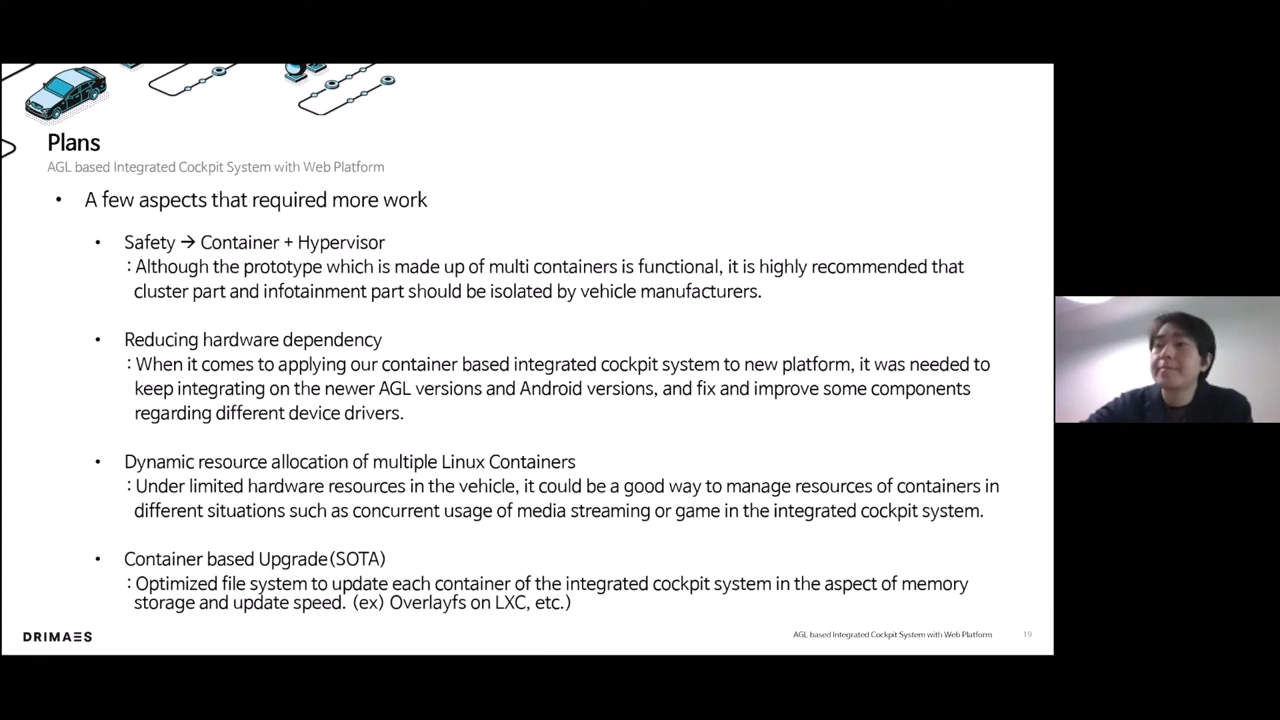 Plans
AGL based Integrated Cockpit System with Web Platform
• A few aspects that required more work
• Safety → Container + Hypervisor
: Although the prototype which is made up of multi containers is functional, it is highly recommended that
cluster part and infotainment part should be isolated by vehicle manufacturers.
• Reducing hardware dependency
: When it comes to applying our container based integrated cockpit system to new platform, it was needed to
keep integrating on the newer AGL versions and Android versions, and fix and improve some components
regarding different device drivers.
• Dynamic resource allocation of multiple Linux Containers
: Under limited hardware resources in the vehicle, it could be a good way to manage resources of containers in
different situations such as concurrent usage of media streaming or game in the integrated cockpit system.
• Container based Upgrade(SOTA)
: Optimized file system to update each container of the integrated cockpit system in the aspect of memory
storage and update speed. (ex) Overlayfs on LXC, etc.)
DRIMAES
AGL based Integrated Cockpit System with Web Platform 19